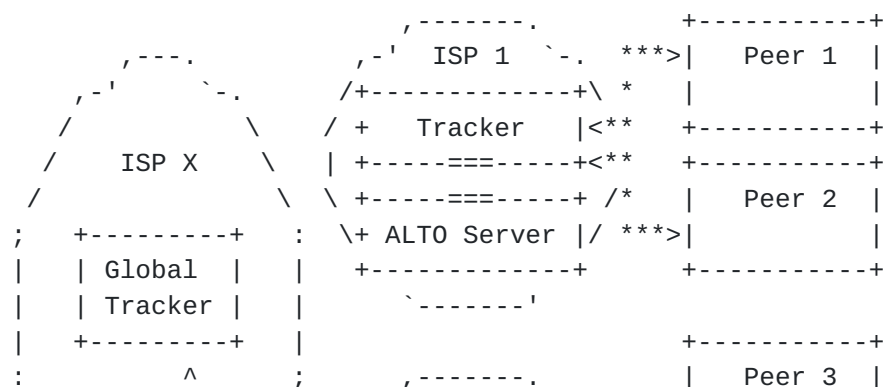 ,-------.         +-----------+
       ,---.          ,-'  ISP 1  `-.  ***>|   Peer 1  |
    ,-'     `-.      /+-------------+\ *   |           |
   /           \    / +   Tracker   |<**   +-----------+
  /    ISP X    \   | +-----===-----+<**   +-----------+
 /               \  \ +-----===-----+ /*   |   Peer 2  |
;   +---------+   :  \+ ALTO Server |/ ***>|           |
|   | Global  |   |   +-------------+      +-----------+
|   | Tracker |   |      `-------'
|   +---------+   |                        +-----------+
:          ^      ;      ,-------.         |   Peer 3  |